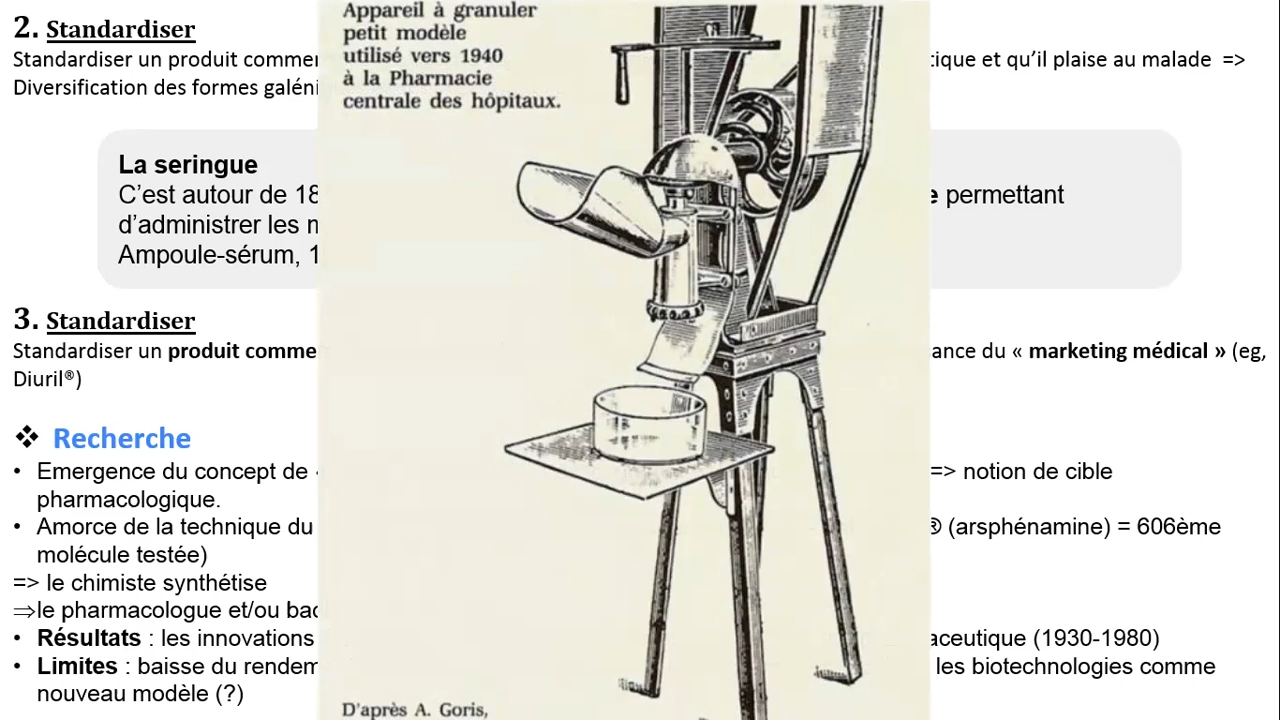 Appareil à granuler
petit modèle
utilisé vers 1940
à la Pharmacie
centrale des hôpitaux.
2. Standardiser
Standardiser un produit commer tique et qu’il plaise au malade =>
Diversification des formes galéni
La seringue
C’est autour de 18 e permettant
d’administrer les m
Ampoule-sérum, 1
3. Standardiser
Standardiser un produit comme ance du « marketing médical » (eg,
Diuril®)
❖ Recherche
• Emergence du concept de => notion de cible
pharmacologique.
• Amorce de la technique du ® (arsphénamine) = 606ème
molécule testée)
=> le chimiste synthétise
⇒le pharmacologue et/ou bac
• Résultats : les innovations aceutique (1930-1980)
• Limites : baisse du rendem les biotechnologies comme
nouveau modèle (?)
D'après A. Goris,